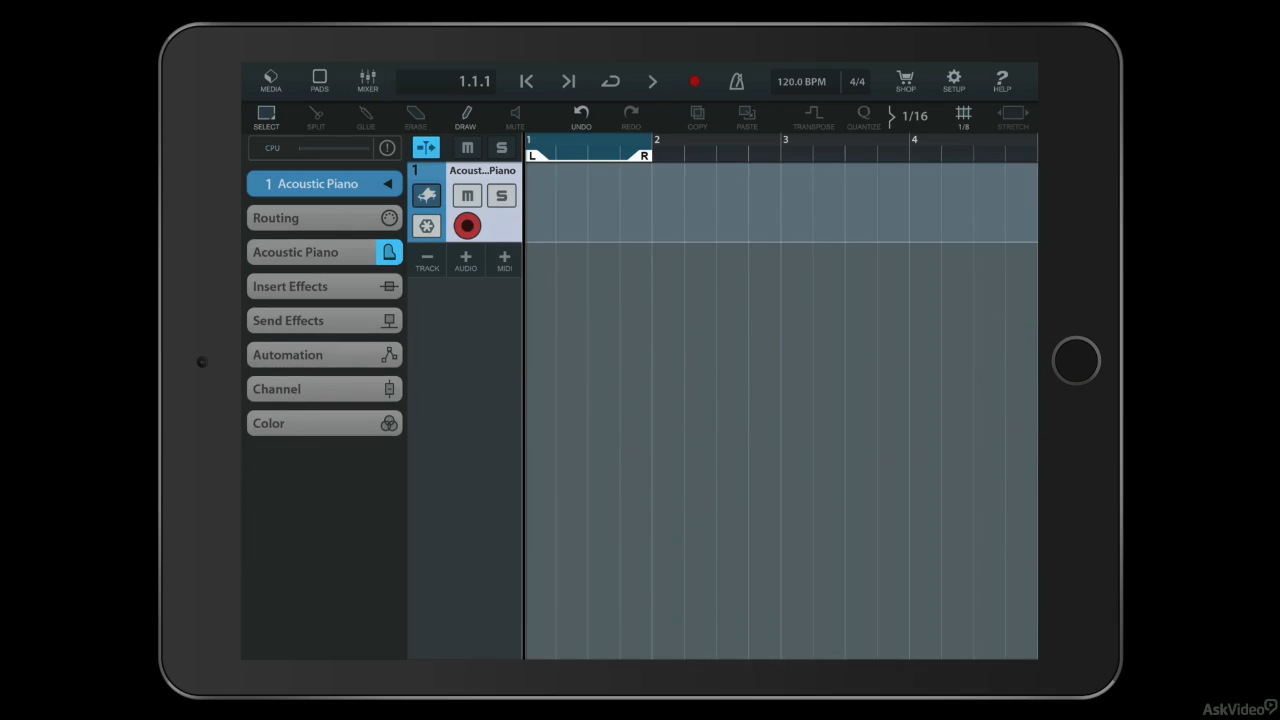 MEDIA PADS MIXER 1.1.1 120.0 BPM 4/4 SHOP SETUP ? HELP
SELECT SPLIT GLUE ERASE DRAW MUTE UNDO REDO COPY PASTE TRANSPOSE Q QUANTIZE 1/16 1/8 STRETCH
CPU ! M S 1 2 3 4
L R
1 Acoustic Piano 1 Acoust...Piano
M S
Routing
Acoustic Piano TRACK AUDIO MIDI
Insert Effects
Send Effects
Automation
Channel
Color
AskVideo